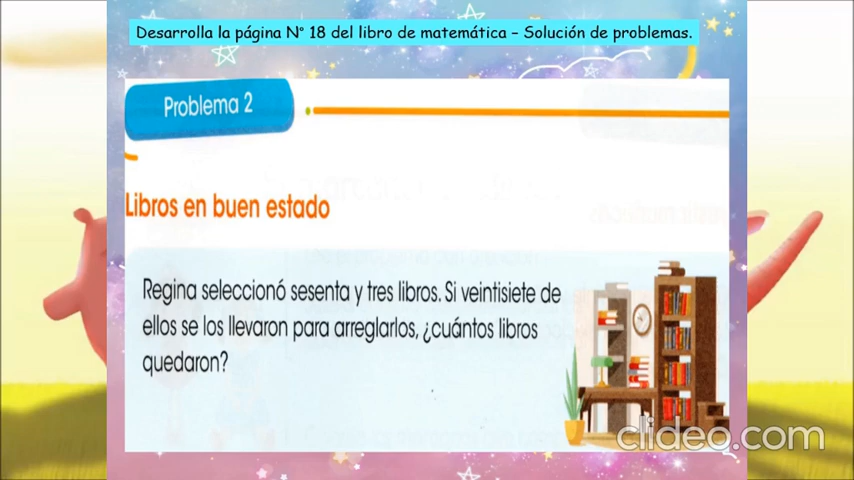 Desarrolla la página N° 18 del libro de matemática – Solución de problemas.
Problema 2
Libros en buen estado
Regina seleccionó sesenta y tres libros. Si veintisiete de
ellos se los llevaron para arreglarlos, ¿cuántos libros
quedaron?
clideo.com